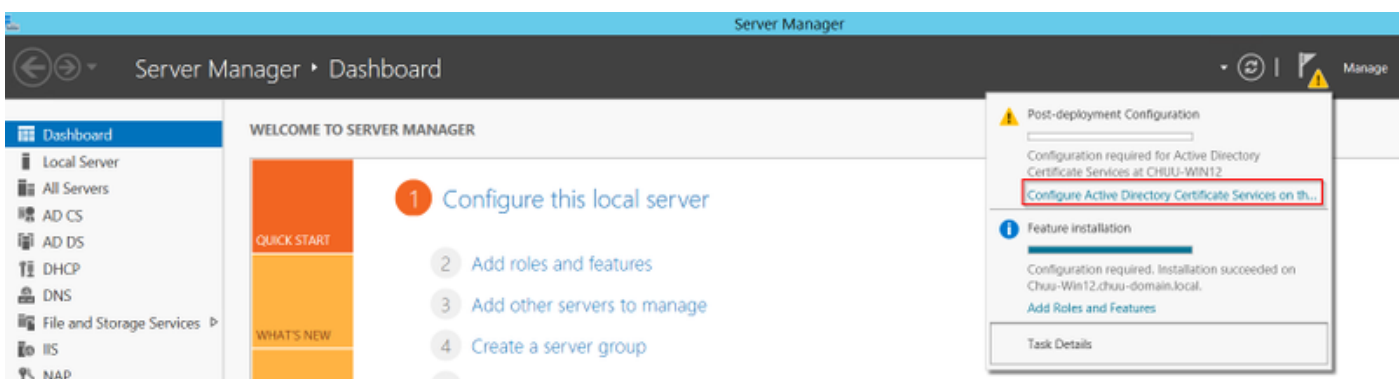 Server Manager
Server Manager • Dashboard
Manage
Dashboard
Local Server
All Servers
AD CS
AD DS
DHCP
DNS
File and Storage Services
IIS
NAP
WELCOME TO SERVER MANAGER
QUICK START
WHAT'S NEW
1 Configure this local server
2 Add roles and features
3 Add other servers to manage
4 Create a server group
Post-deployment Configuration
Configuration required for Active Directory
Certificate Services at CHUU-WIN12
Configure Active Directory Certificate Services on th...
Feature installation
Configuration required. Installation succeeded on
Chuu-Win12.chuu-domain.local.
Add Roles and Features
Task Details